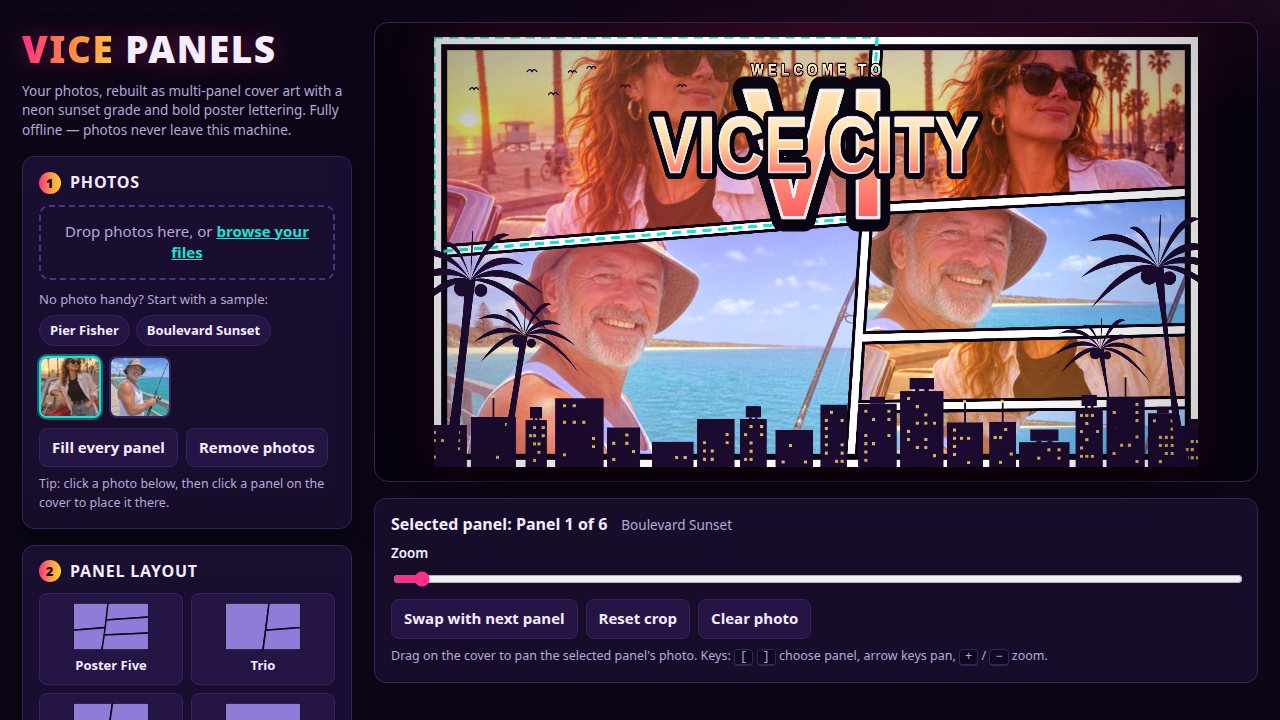 VICE PANELS
Your photos, rebuilt as multi-panel cover art with a
neon sunset grade and bold poster lettering. Fully
offline — photos never leave this machine.
1 PHOTOS
Drop photos here, or browse your
files
No photo handy? Start with a sample:
Pier Fisher
Boulevard Sunset
Fill every panel
Remove photos
Tip: click a photo below, then click a panel on the
cover to place it there.
2 PANEL LAYOUT
Poster Five
Trio
WELCOME TO
VI
VICE CITY
Selected panel: Panel 1 of 6 Boulevard Sunset
Zoom
Swap with next panel
Reset crop
Clear photo
Drag on the cover to pan the selected panel's photo. Keys: [ ] choose panel, arrow keys pan, + / − zoom.